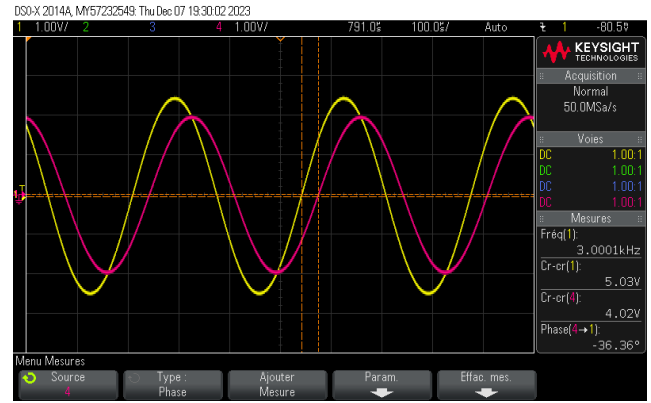 DSO-X 2014A, MY57232549: Thu Dec 07 19:30:02 2023
1 1.00V/ 2 3 4 1.00V/ 791.0s 100.0s/ Auto 1 -80.5
KEYSIGHT
TECHNOLOGIES
Acquisition
Normal
50.0MSa/s
Voies
DC 1.00:1
DC 1.00:1
DC 1.00:1
DC 1.00:1
Mesures
Fréq(1):
3.0001kHz
Cr-cr(1):
5.03V
Cr-cr(4):
4.02V
Phase(4→1):
-36.36°
Menu Mesures
Source Type : Ajouter Param. Effac. mes.
4 Phase Mesure